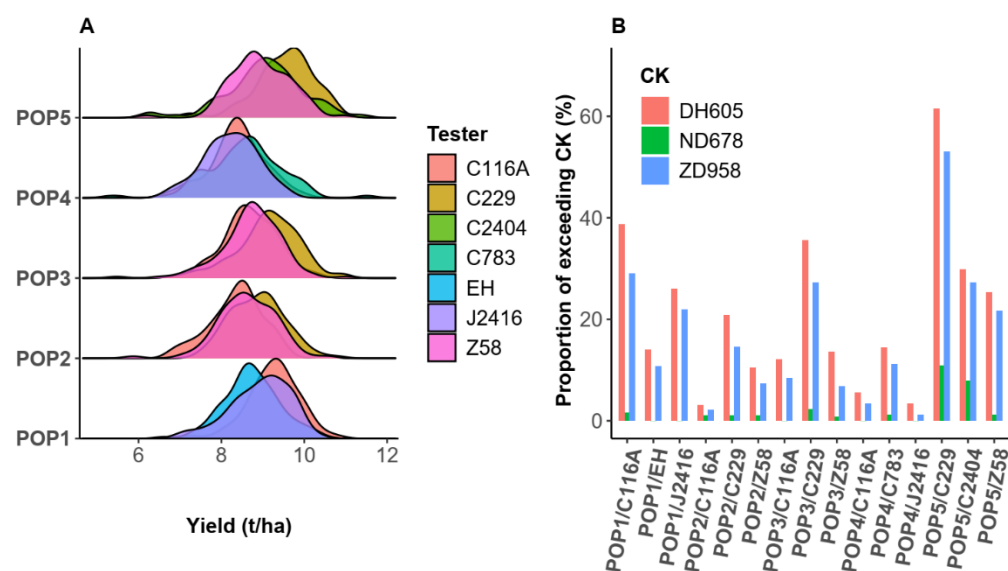 A
POP5
POP4
POP3
POP2
POP1
6
8
10
12
Yield (t/ha)
Tester
C116A
C229
C2404
C783
EH
J2416
Z58
B
Proportion of exceeding CK (%)
60
40
20
0
CK
DH605
ND678
ZD958
POP1/C116A
POP1/EH
POP1/J2416
POP2/C116A
POP2/C229
POP2/Z58
POP3/C116A
POP3/C229
POP3/Z58
POP4/C116A
POP4/C783
POP4/J2416
POP5/C229
POP5/C2404
POP5/Z58